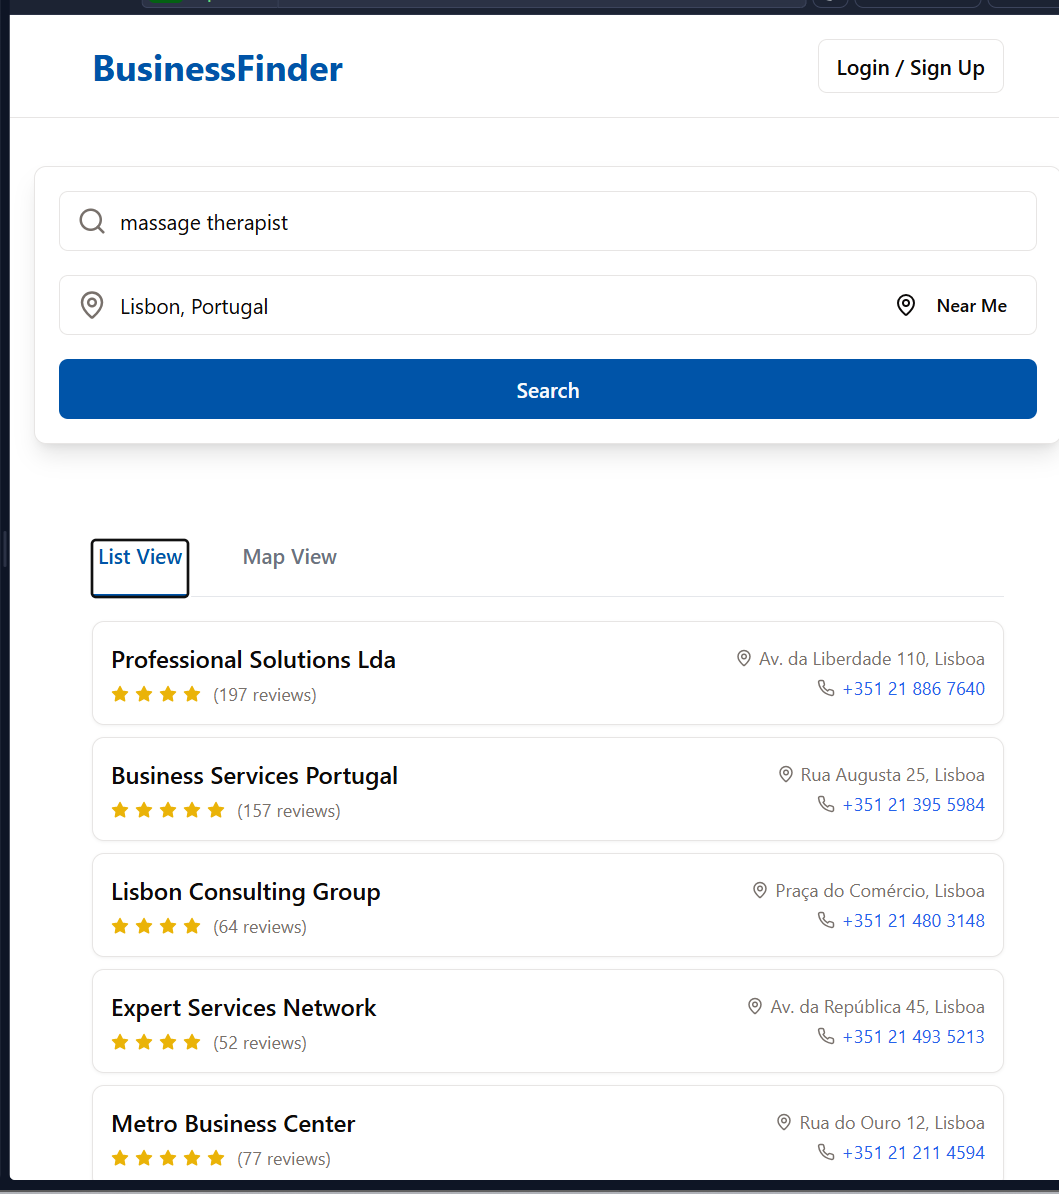 BusinessFinder
Login / Sign Up
massage therapist
Lisbon, Portugal
Near Me
Search
List View
Map View
Professional Solutions Lda
(197 reviews)
Av. da Liberdade 110, Lisboa
+351 21 886 7640
Business Services Portugal
(157 reviews)
Rua Augusta 25, Lisboa
+351 21 395 5984
Lisbon Consulting Group
(64 reviews)
Praça do Comércio, Lisboa
+351 21 480 3148
Expert Services Network
(52 reviews)
Av. da República 45, Lisboa
+351 21 493 5213
Metro Business Center
(77 reviews)
Rua do Ouro 12, Lisboa
+351 21 211 4594